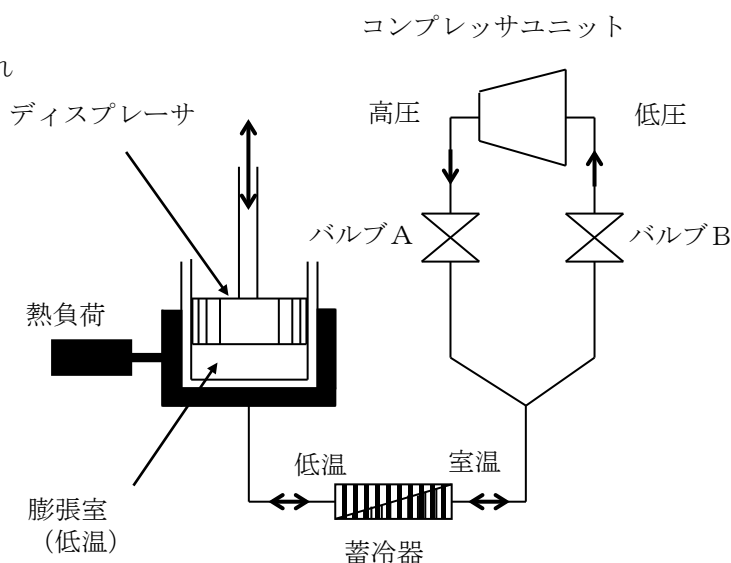 コンプレッサユニット
れ
ディスプレーサ
高圧
低圧
バルブA
バルブB
熱負荷
低温
室温
膨張室
(低温)
蓄冷器